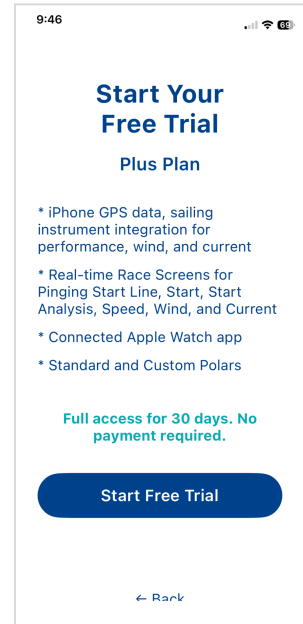 9:46
69
Start Your
Free Trial
Plus Plan
* iPhone GPS data, sailing
instrument integration for
performance, wind, and current
* Real-time Race Screens for
Pinging Start Line, Start, Start
Analysis, Speed, Wind, and Current
* Connected Apple Watch app
* Standard and Custom Polars
Full access for 30 days. No
payment required.
Start Free Trial
← Back